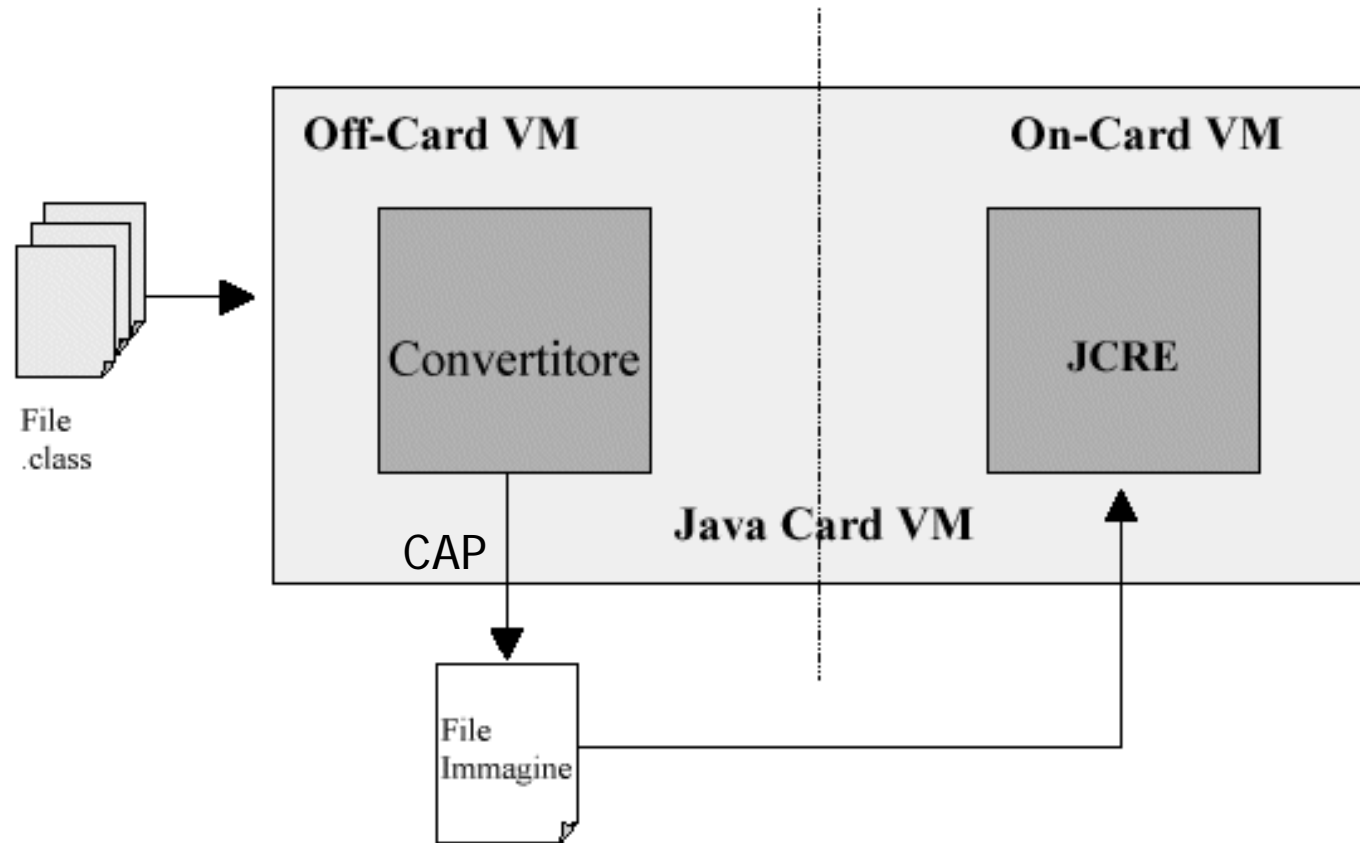 Off-Card VM
On-Card VM
Convertitore
JCRE
File
.class
Java Card VM
CAP
File
Immagine